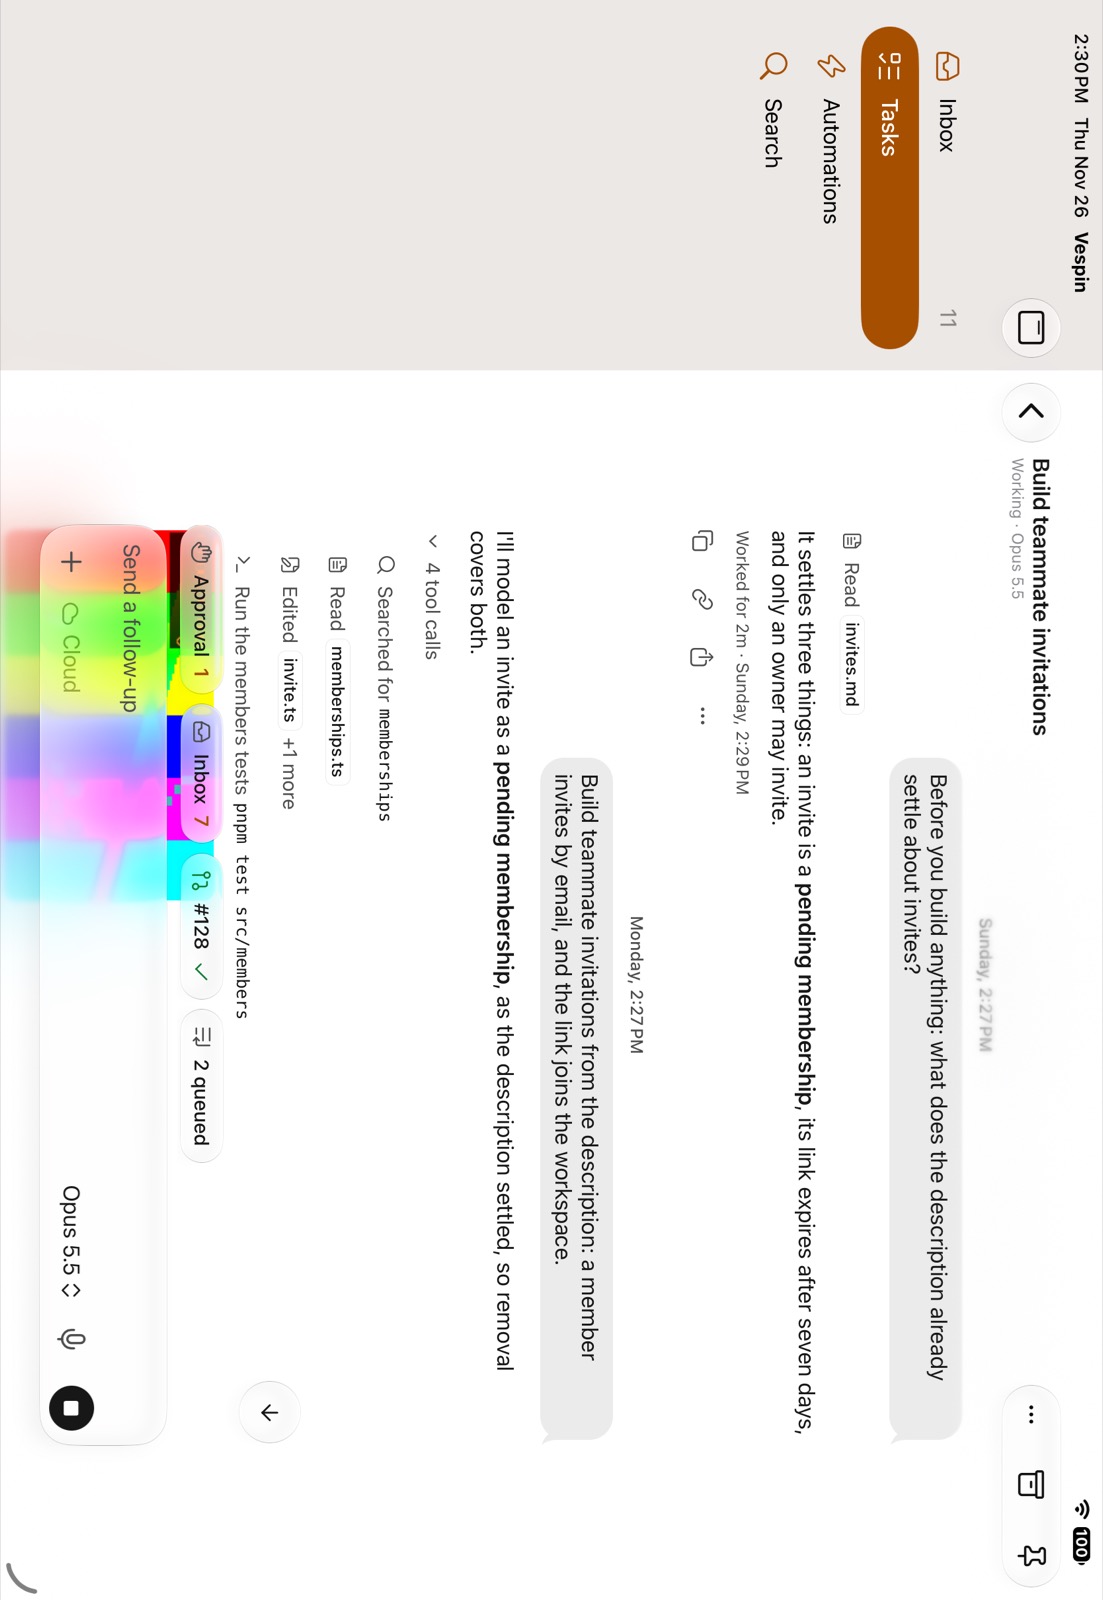 2:30 PM Thu Nov 26 Vespin
100
Build teammate invitations
Working · Opus 5.5
Inbox 11
Tasks
Automations
Search
Sunday, 2:27 PM
Before you build anything: what does the description already
settle about invites?
Read invites.md
It settles three things: an invite is a pending membership, its link expires after seven days,
and only an owner may invite.
Worked for 2m · Sunday, 2:29 PM
Monday, 2:27 PM
Build teammate invitations from the description: a member
invites by email, and the link joins the workspace.
I'll model an invite as a pending membership, as the description settled, so removal
covers both.
4 tool calls
Searched for memberships
Read memberships.ts
Edited invite.ts +1 more
Run the members tests pnpm test src/members
Approval 1
Inbox 7
#128
2 queued
Send a follow-up
Cloud
Opus 5.5